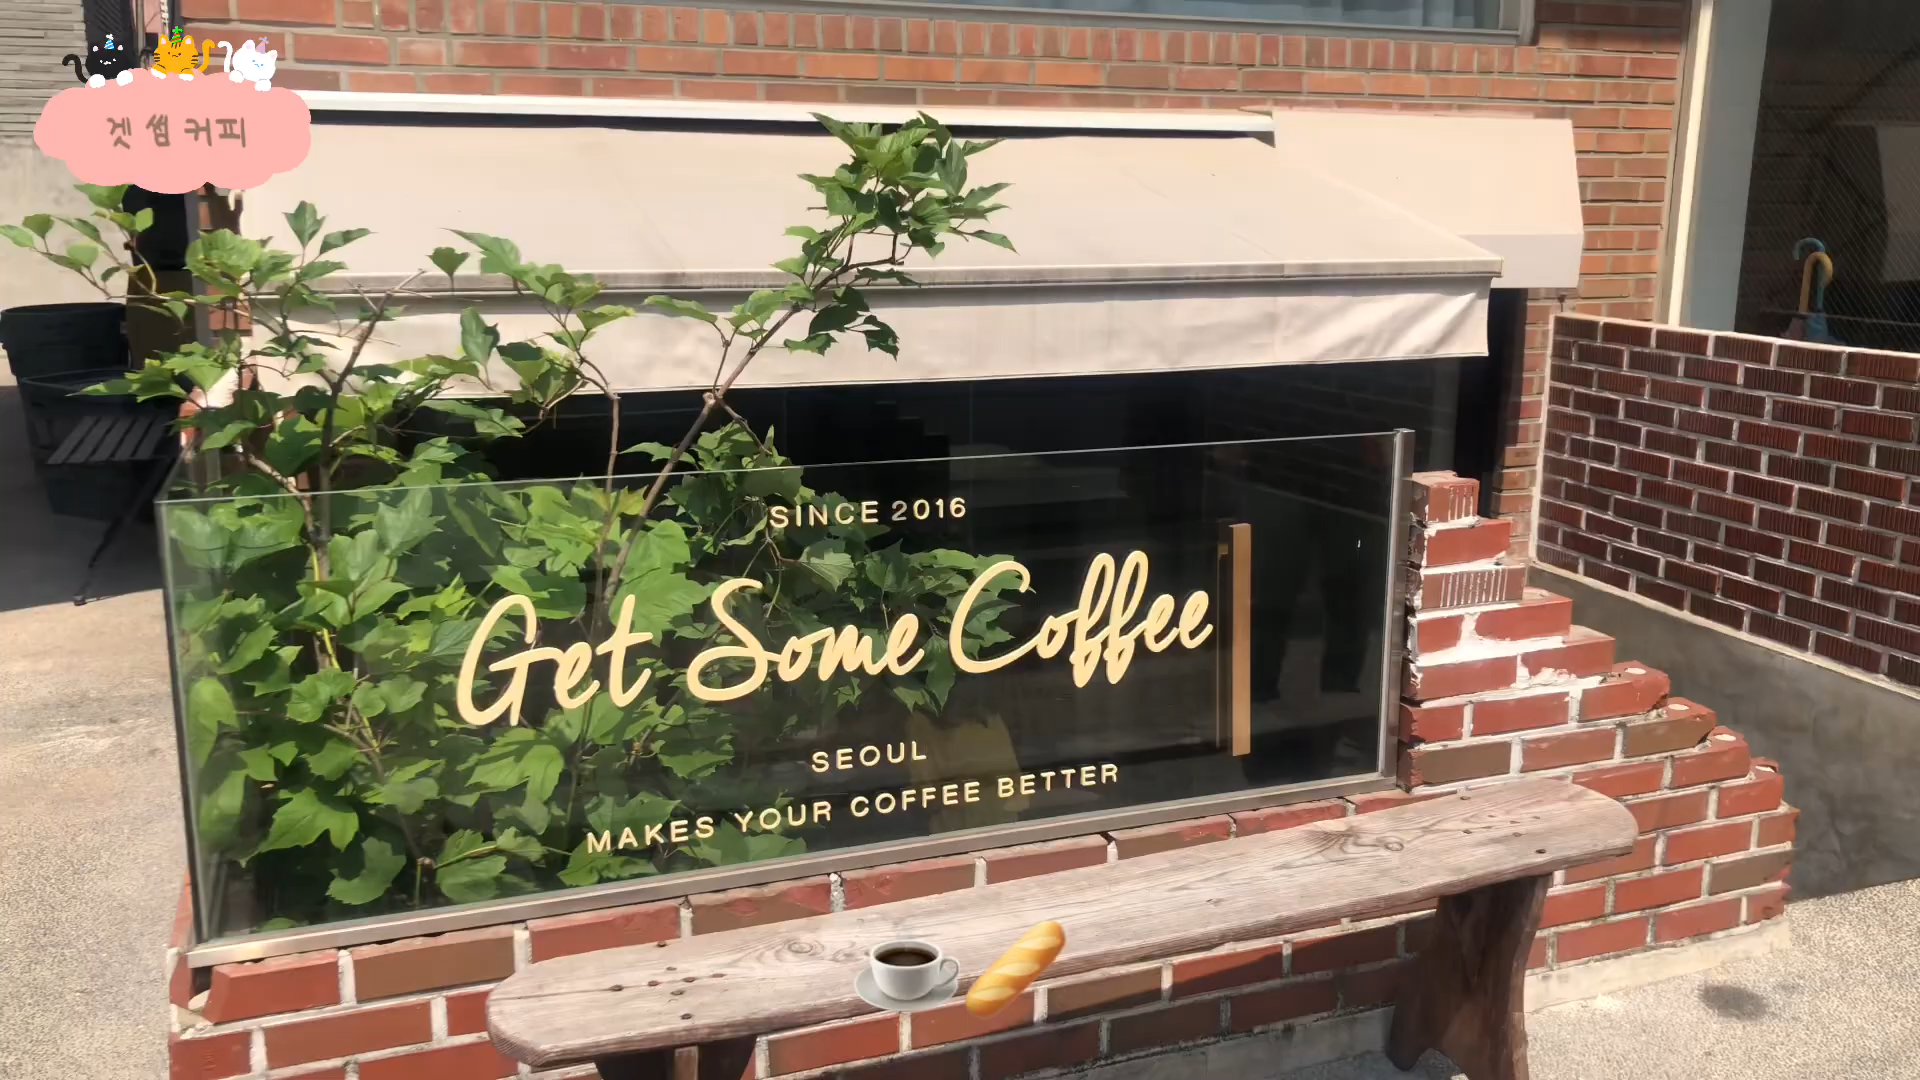 겟 썸 커피
SINCE 2016
Get Some Coffee
SEOUL
MAKES YOUR COFFEE BETTER